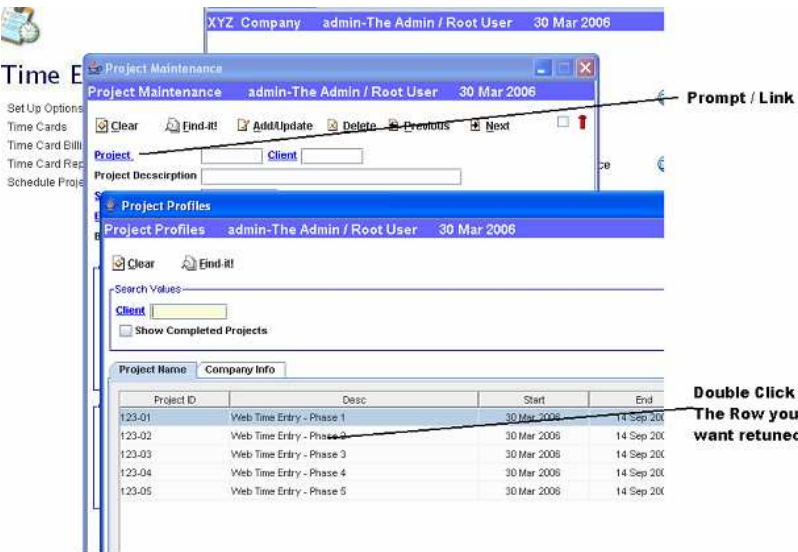 XYZ Company admin-The Admin / Root User 30 Mar 2006
Time E
Set Up Options
Time Cards
Time Card Billi
Time Card Rep
Schedule Proje
Project Maintenance
Project Maintenance admin-The Admin / Root User 30 Mar 2006
Clear Find-it! Add/Update Delete Previous Next
Prompt / Link
Project Client
Project Decscirption
ce
Project Profiles
Project Profiles admin-The Admin / Root User 30 Mar 2006
Clear Find-it!
Search Values
Client
Show Completed Projects
Project Name Company Info
Project ID Desc Start End
123-01 Web Time Entry - Phase 1 30 Mar 2006 14 Sep 200
123-02 Web Time Entry - Phase 2 30 Mar 2006 14 Sep 200
123-03 Web Time Entry - Phase 3 30 Mar 2006 14 Sep 200
123-04 Web Time Entry - Phase 4 30 Mar 2006 14 Sep 200
123-05 Web Time Entry - Phase 5 30 Mar 2006 14 Sep 200
Double Click
The Row you
want retuned